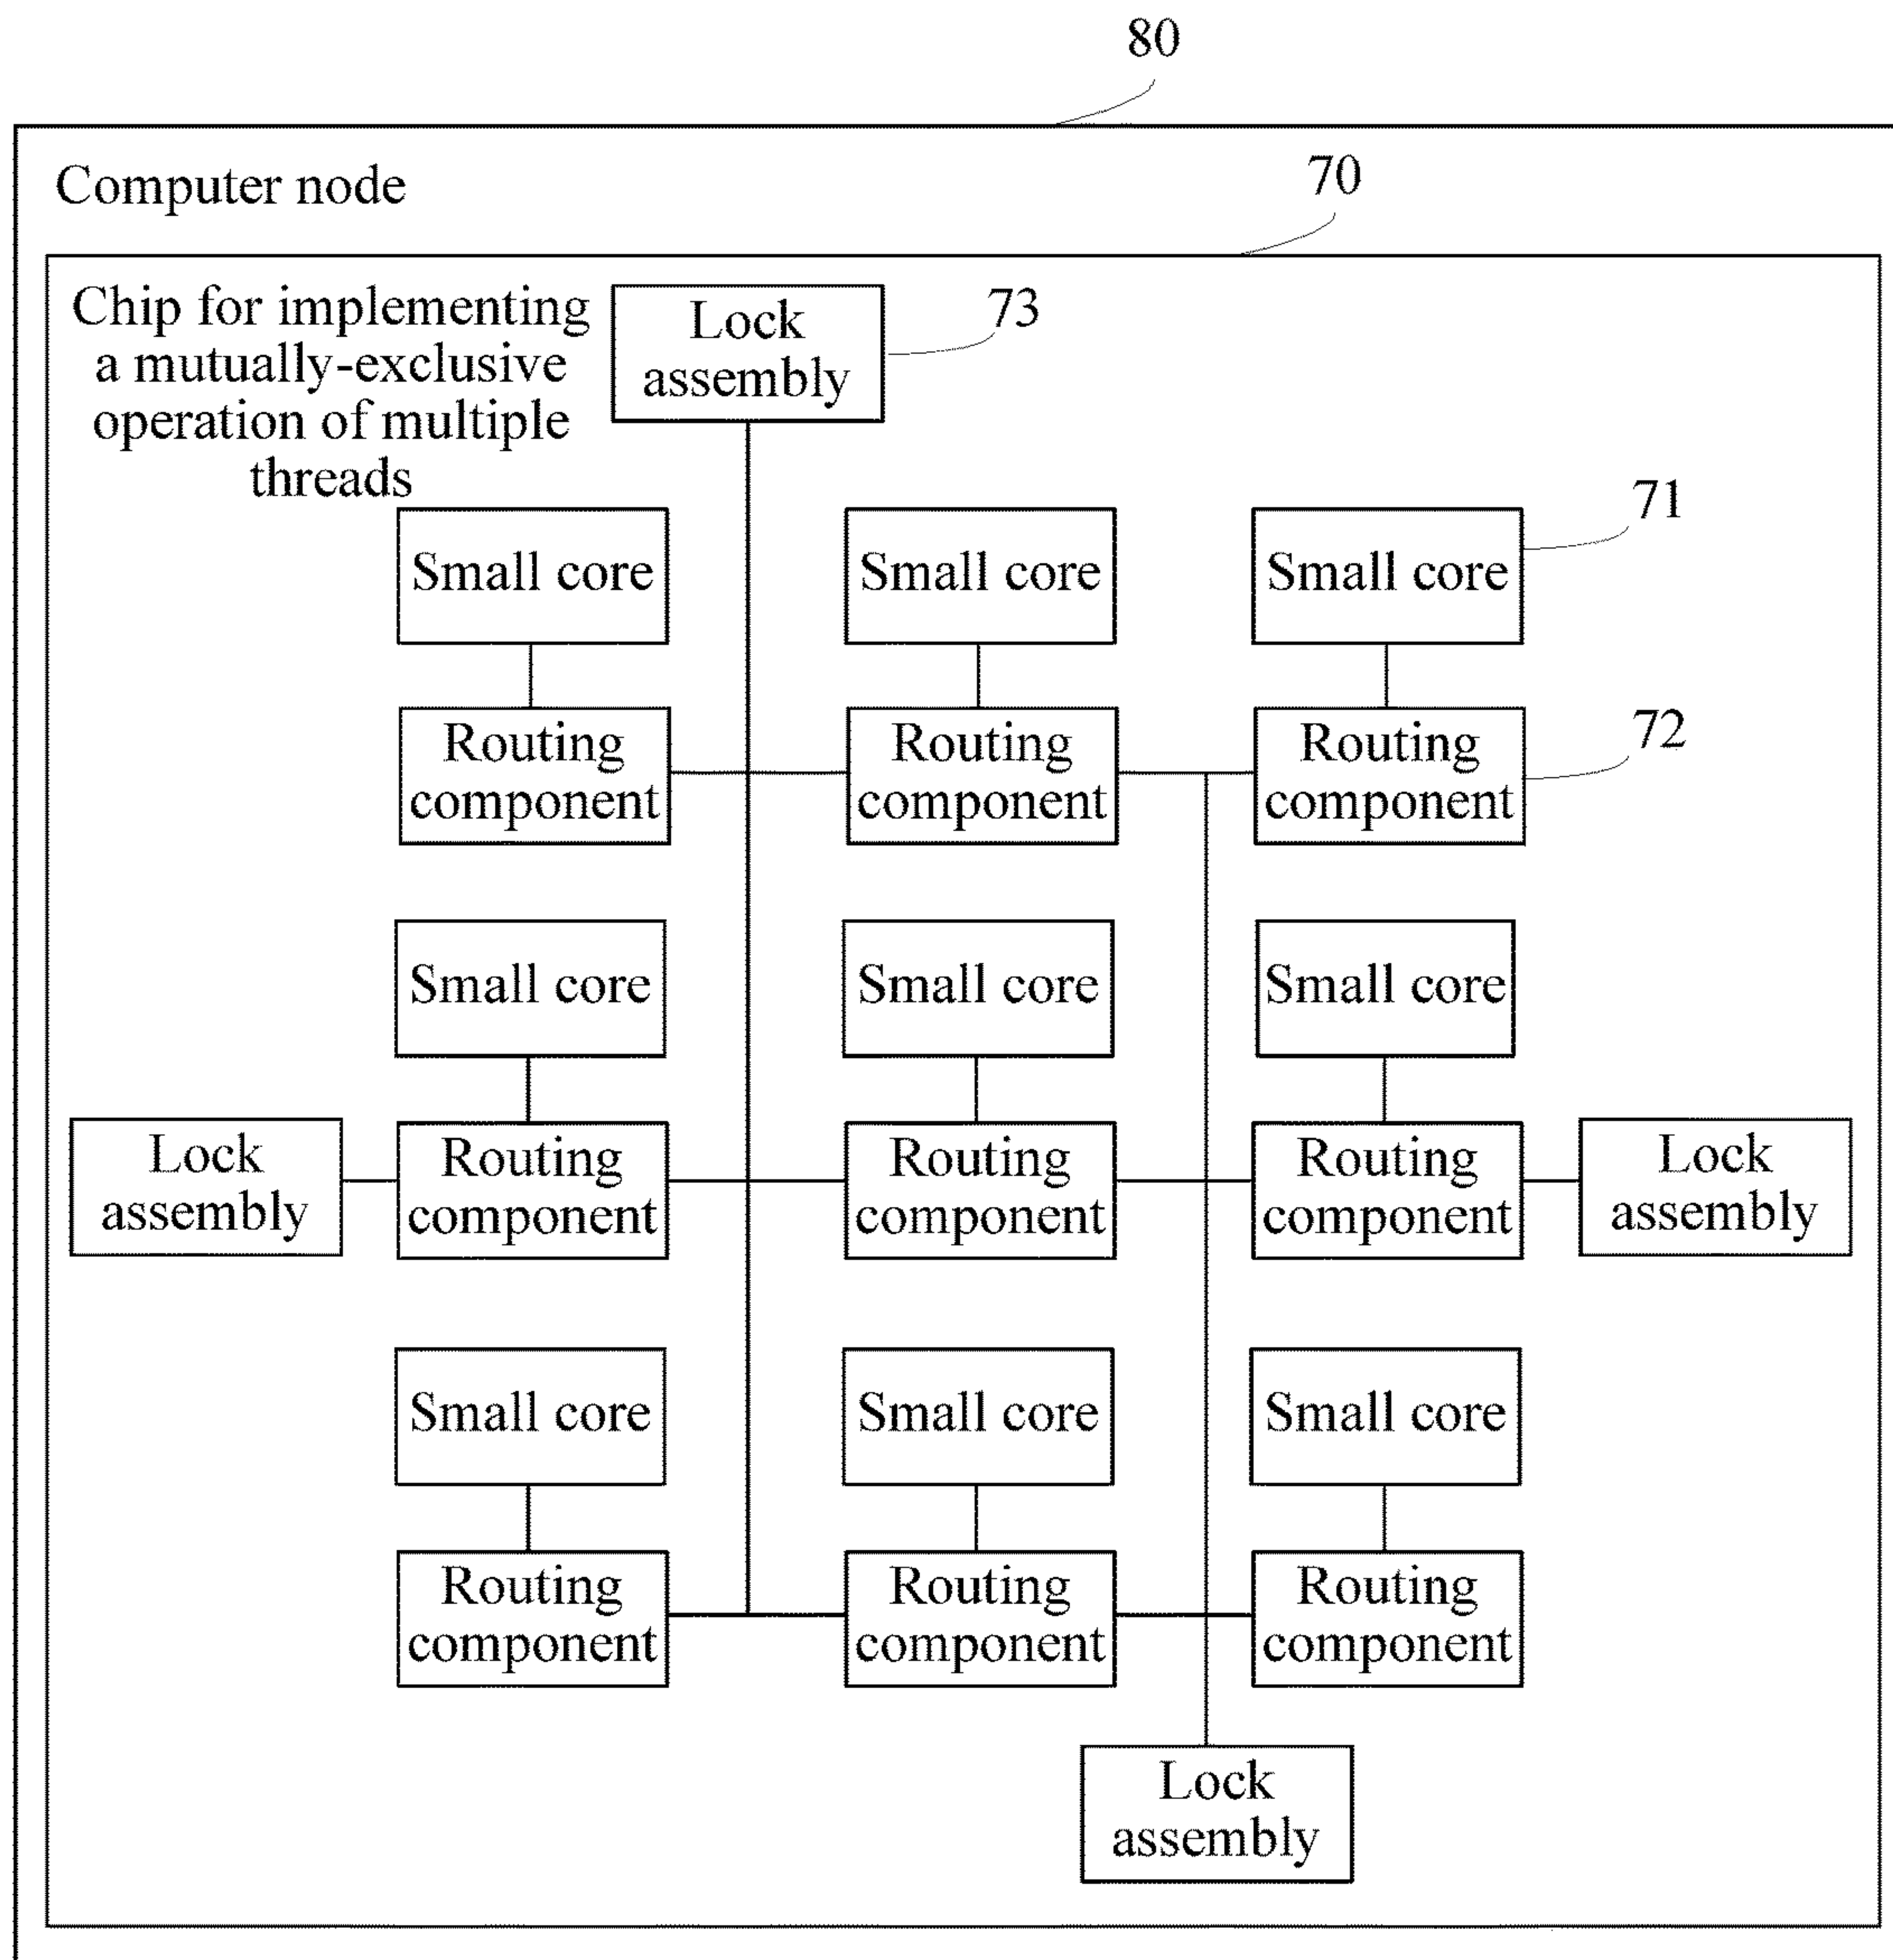 80
Computer node
70
Chip for implementing
a mutually-exclusive
operation of multiple
threads
Lock
assembly
73
Small core
Small core
Small core
71
Routing
component
Routing
component
Routing
component
72
Small core
Small core
Small core
Lock
assembly
Routing
component
Routing
component
Routing
component
Lock
assembly
Small core
Small core
Small core
Routing
component
Routing
component
Routing
component
Lock
assembly